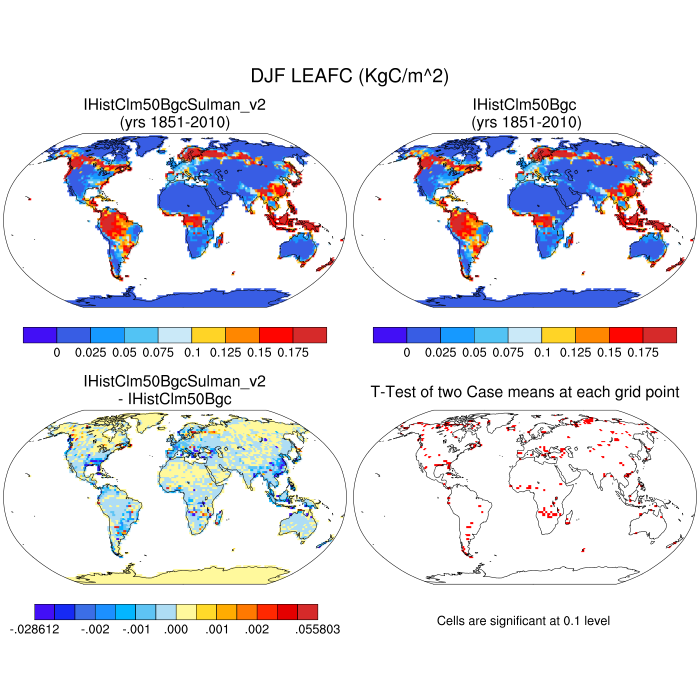 DJF LEAFC (KgC/m^2)
IHistClm50BgcSulman_v2
(yrs 1851-2010)
IHistClm50Bgc
(yrs 1851-2010)
0 0.025 0.05 0.075 0.1 0.125 0.15 0.175
0 0.025 0.05 0.075 0.1 0.125 0.15 0.175
IHistClm50BgcSulman_v2
- IHistClm50Bgc
T-Test of two Case means at each grid point
-.028612 -.002 -.001 .000 .001 .002 .055803
Cells are significant at 0.1 level